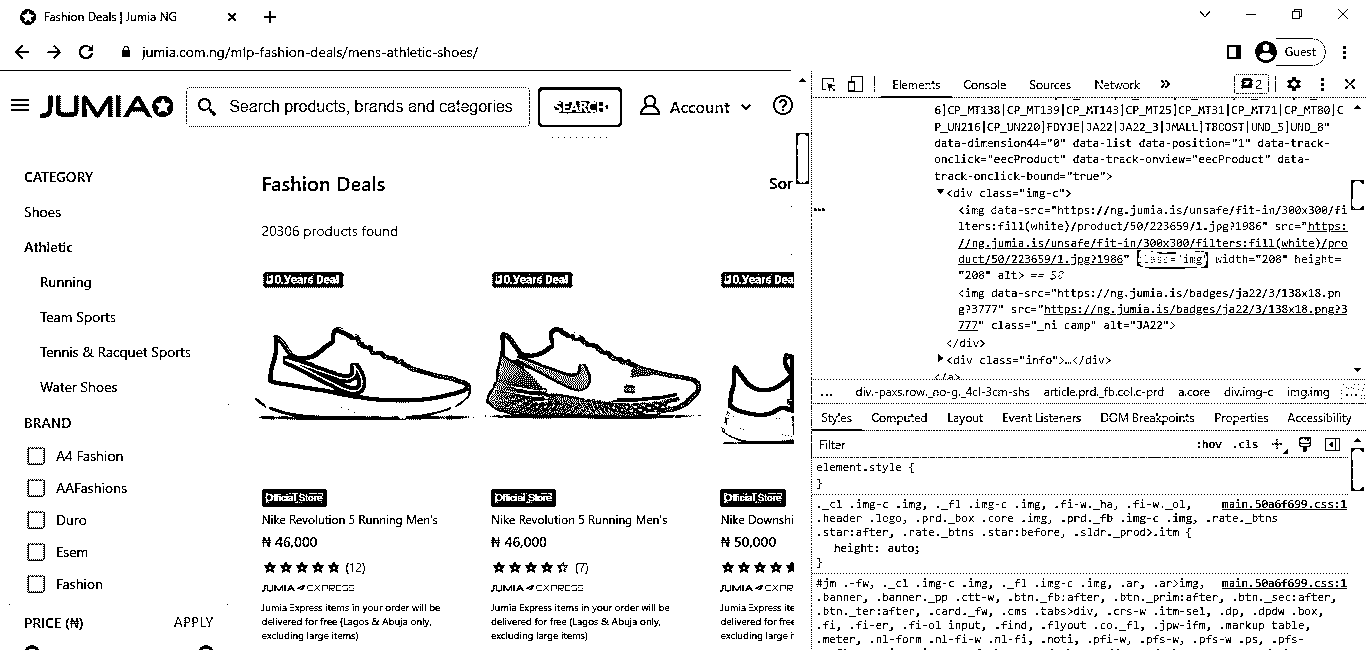 Fashion Deals | Jumia NG
jumia.com.ng/mlp-fashion-deals/mens-athletic-shoes/
Guest
JUMIA
Search products, brands and categories
SEARCH
Account
CATEGORY
Shoes
Athletic
Running
Team Sports
Tennis & Racquet Sports
Water Shoes
BRAND
A4 Fashion
AAFashions
Duro
Esem
Fashion
PRICE (₦)
APPLY
Fashion Deals
Sor
20306 products found
10 Years Deal
10 Years Deal
10 Years Deal
Official Store
Official Store
Official Store
Nike Revolution 5 Running Men's
Nike Revolution 5 Running Men's
Nike Downshi
₦ 46,000
₦ 46,000
₦ 50,000
(12)
(7)
JUMIA EXPRESS
JUMIA EXPRESS
JUMIA EXPR
Jumia Express items in your order will be
delivered for free (Lagos & Abuja only,
excluding large items)
Jumia Express items in your order will be
delivered for free (Lagos & Abuja only,
excluding large items)
Jumia Express ite
delivered for free
excluding large it
Elements
Console
Sources
Network
2
6|CP_MT138|CP_MT139|CP_MT143|CP_MT25|CP_MT31|CP_MT71|CP_MT80|C
P_UN216|CP_UN220|FDYJE|JA22|JA22_3|JMALL|TBOOST|UND_5|UND_8"
data-dimension44="0" data-list data-position="1" data-track-
onclick="eecProduct" data-track-onview="eecProduct" data-
track-onclick-bound="true">
<div class="img-c">
<img data-src="https://ng.jumia.is/unsafe/fit-in/300x300/fi
lters:fill(white)/product/50/223659/1.jpg?1986" src="https:
//ng.jumia.is/unsafe/fit-in/300x300/filters:fill(white)/pro
duct/50/223659/1.jpg?1986" class="img" width="208" height=
"208" alt> == $0
<img data-src="https://ng.jumia.is/badges/ja22/3/138x18.pn
g?3777" src="https://ng.jumia.is/badges/ja22/3/138x18.png?3
777" class="_ni camp" alt="JA22">
</div>
<div class="info">…</div>
</a>
... div.-paxs.row._no-g._4cl-3cm-shs article.prd._fb.col.c-prd a.core div.img-c img.img ...
Styles
Computed
Layout
Event Listeners
DOM Breakpoints
Properties
Accessibility
Filter
:hov .cls
element.style {
}
._cl .img-c .img, ._fl .img-c .img, .fi-w._ha, .fi-w._ol, main.50a6f699.css:1
.header .logo, .prd._box .core .img, .prd._fb .img-c .img, .rate._btns
.star:after, .rate._btns .star:before, .sldr._prod>.itm {
height: auto;
}
#jm .-fw, ._cl .img-c .img, ._fl .img-c .img, .ar, .ar>img, main.50a6f699.css:1
.banner, .banner._pp .ctt-w, .btn._fb:after, .btn._prim:after, .btn._sec:after,
.btn._ter:after, .card._fw, .cms .tabs>div, .crs-w .itm-sel, .dp, .dpdw .box,
.fi, .fi-er, .fi-ol input, .find, .flyout .co._fl, .jpw-ifm, .markup table,
.meter, .nl-form .nl-fi-w .nl-fi, .noti, .pfi-w, .pfs-w, .pfs-w .ps, .pfs-